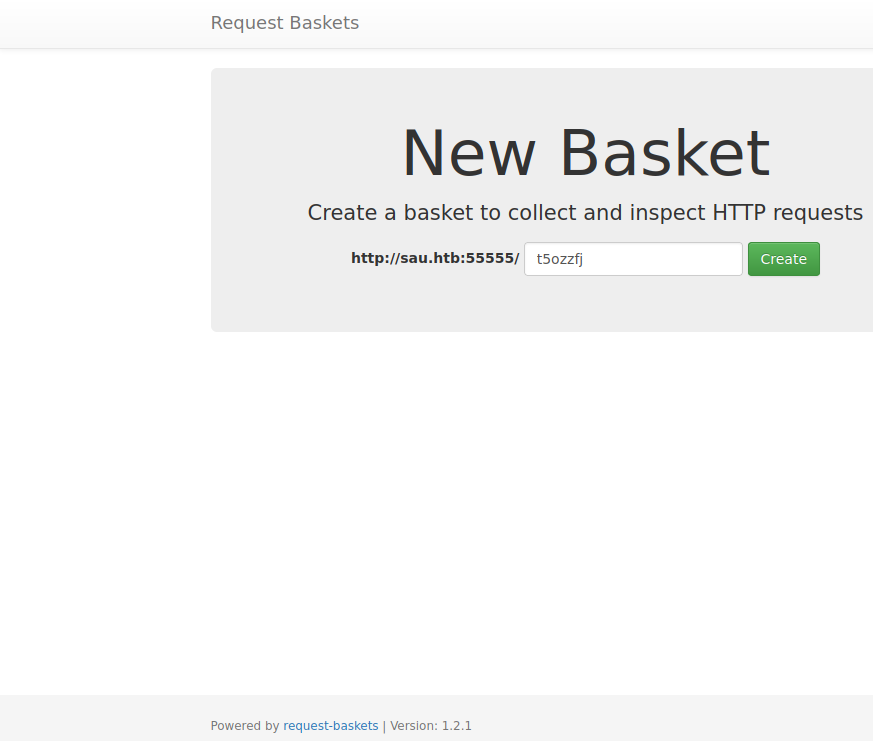 Request Baskets
New Basket
Create a basket to collect and inspect HTTP requests
http://sau.htb:55555/ t5ozzfj Create
Powered by request-baskets | Version: 1.2.1